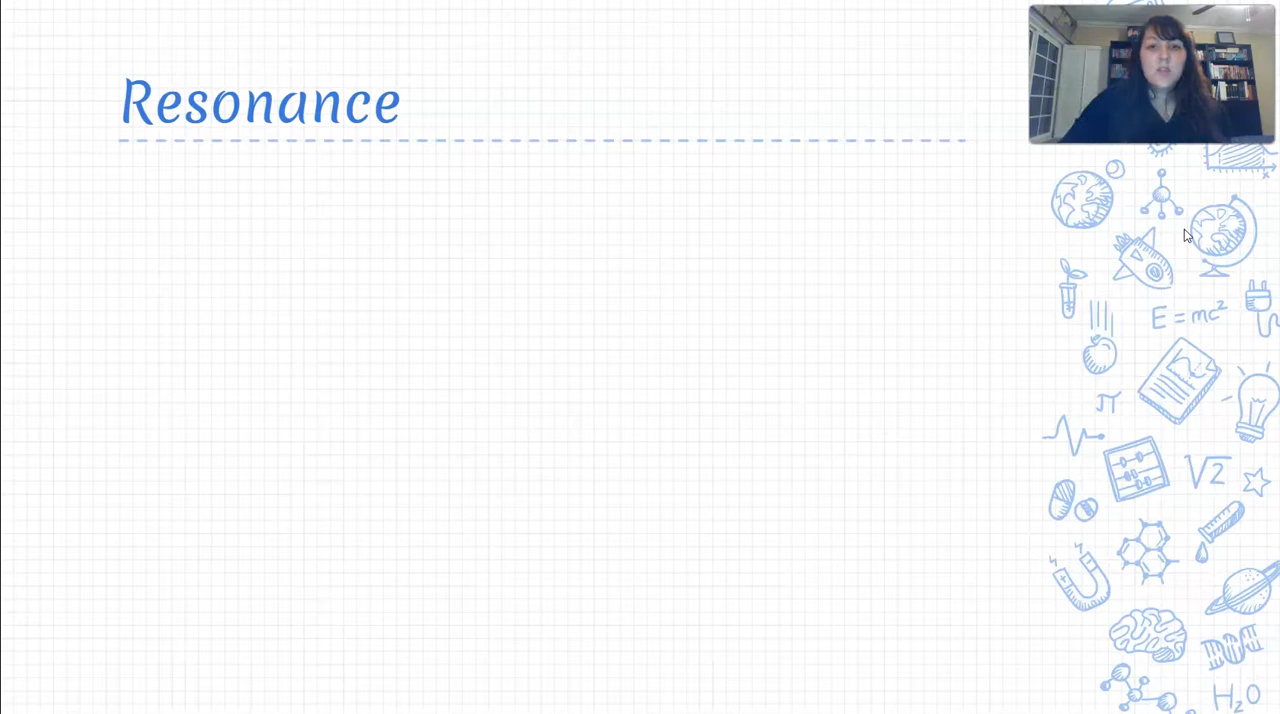 Resonance
x
E = mc²
π
√2
H₂O